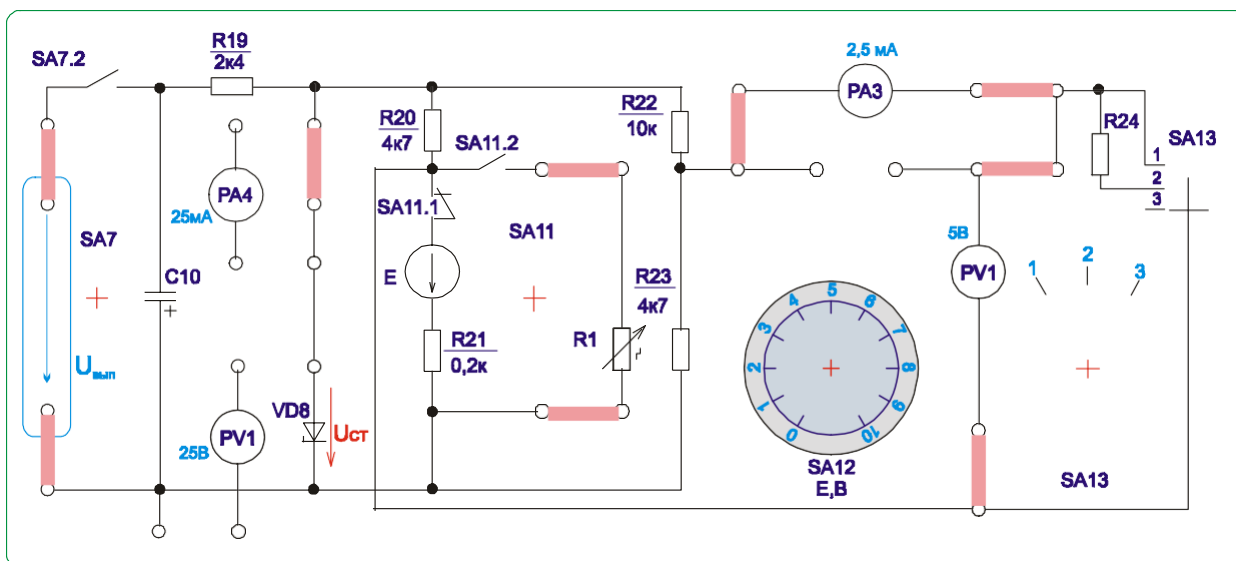 SA7.2
R19
2к4
2,5 мА
PA3
R20
4к7
SA11.2
R22
10к
R24
SA13
1
2
3
PA4
25мА
SA11.1
SA7
SA11
5В
PV1
1
2
3
C10
+
E
R23
4к7
R21
0,2к
R1
Uвып
VD8
UСТ
PV1
25В
0
1
2
3
4
5
6
7
8
9
10
SA12
E,В
SA13